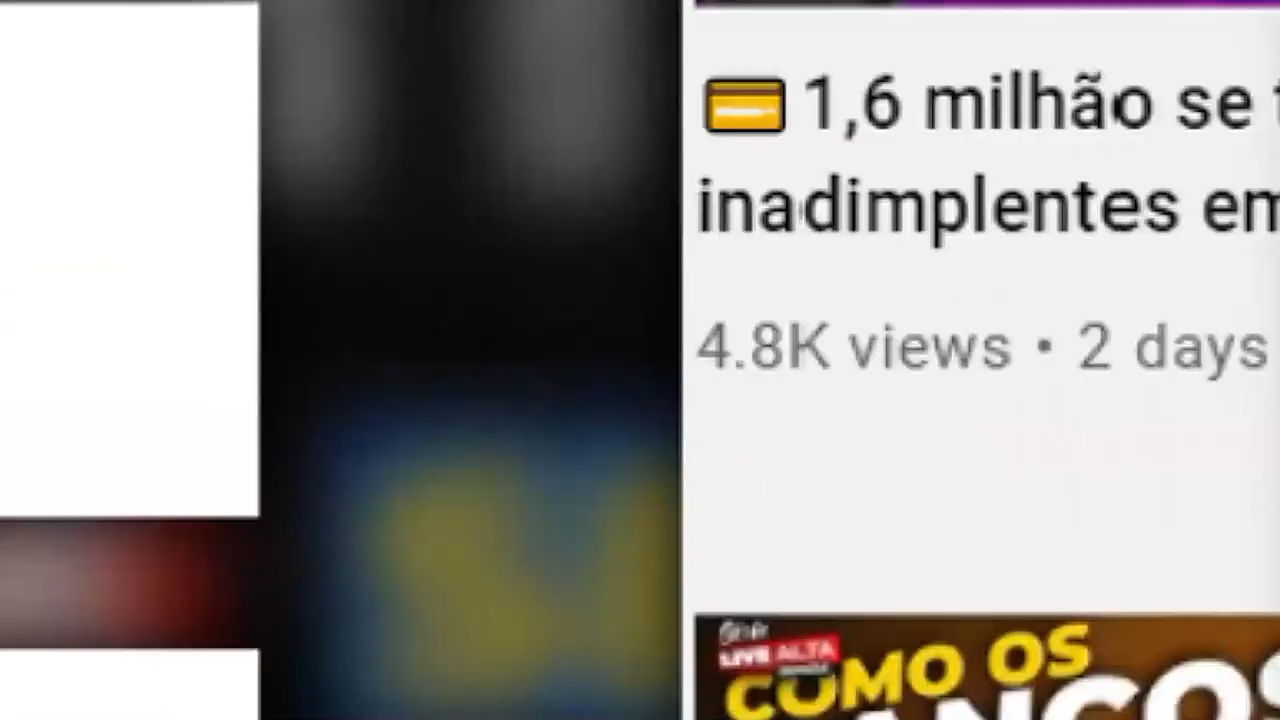 1,6 milhão se
inadimplentes em
4.8K views • 2 days
LIVE ALTA
COMO OS